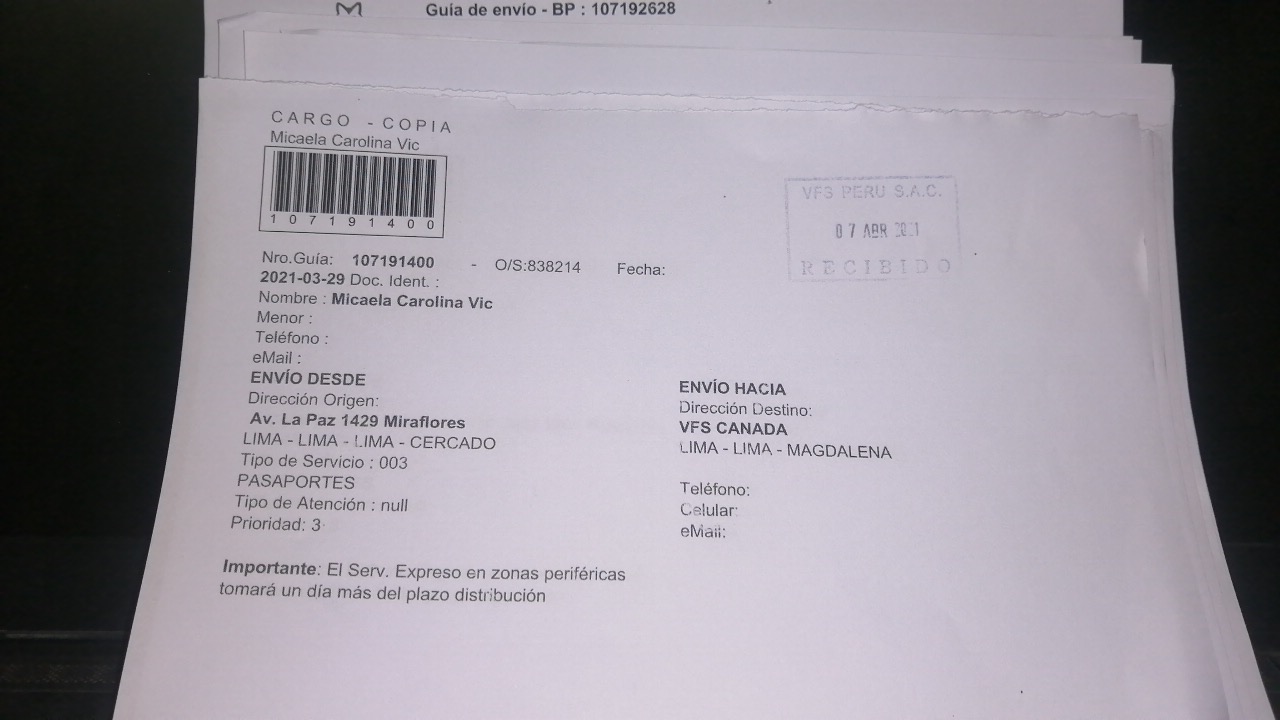 Guía de envío - BP : 107192628
CARGO - COPIA
Micaela Carolina Vic
107191400
Nro.Guía: 107191400 - O/S:838214 Fecha:
2021-03-29 Doc. Ident. :
Nombre : Micaela Carolina Vic
Menor :
Teléfono :
eMail :
ENVÍO DESDE
Dirección Origen:
Av. La Paz 1429 Miraflores
LIMA - LIMA - LIMA - CERCADO
Tipo de Servicio : 003
PASAPORTES
Tipo de Atención : null
Prioridad: 3
VFS PERU S.A.C.
07 ABR 2021
RECIBIDO
ENVÍO HACIA
Dirección Destino:
VFS CANADA
LIMA - LIMA - MAGDALENA
Teléfono:
Celular:
eMail:
Importante: El Serv. Expreso en zonas periféricas
tomará un día más del plazo distribución